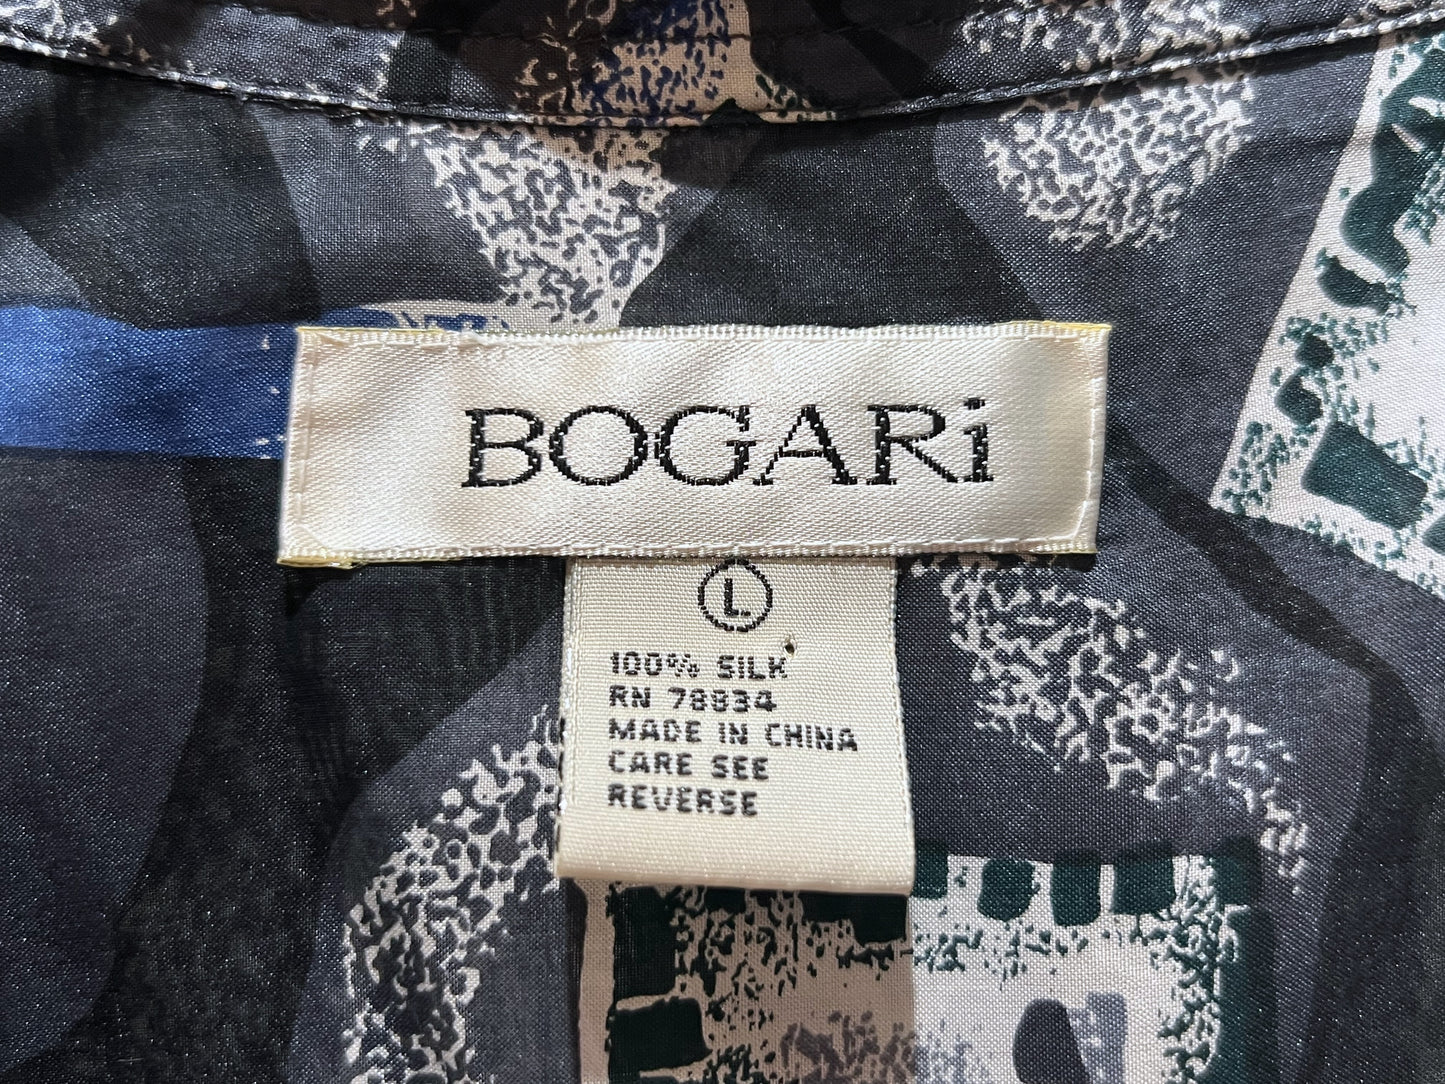 BOGARi
L
100% SILK
RN 78834
MADE IN CHINA
CARE SEE
REVERSE